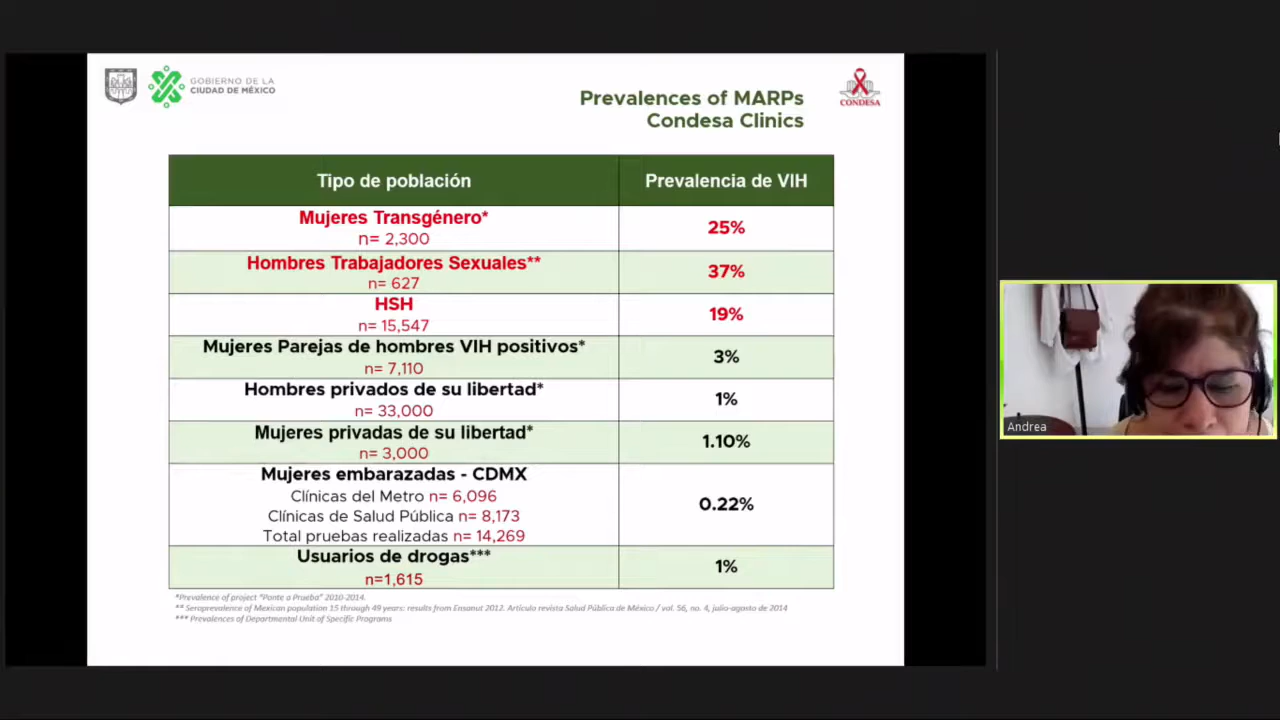 GOBIERNO DE LA
CIUDAD DE MÉXICO
Prevalences of MARPs
Condesa Clinics
CONDESA
Tipo de población
Prevalencia de VIH
Mujeres Transgénero*
n= 2,300
25%
Hombres Trabajadores Sexuales**
n= 627
37%
HSH
n= 15,547
19%
Mujeres Parejas de hombres VIH positivos*
n= 7,110
3%
Hombres privados de su libertad*
n= 33,000
1%
Mujeres privadas de su libertad*
n= 3,000
1.10%
Mujeres embarazadas - CDMX
Clínicas del Metro n= 6,096
Clínicas de Salud Pública n= 8,173
Total pruebas realizadas n= 14,269
0.22%
Usuarios de drogas***
n=1,615
1%
*Prevalence of project "Ponte a Prueba" 2010-2014.
** Seroprevalence of Mexican population 15 through 49 years: results from Ensanut 2012. Artículo revista Salud Pública de México / vol. 56, no. 4, julio-agosto de 2014
*** Prevalences of Departmental Unit of Specific Programs
Andrea